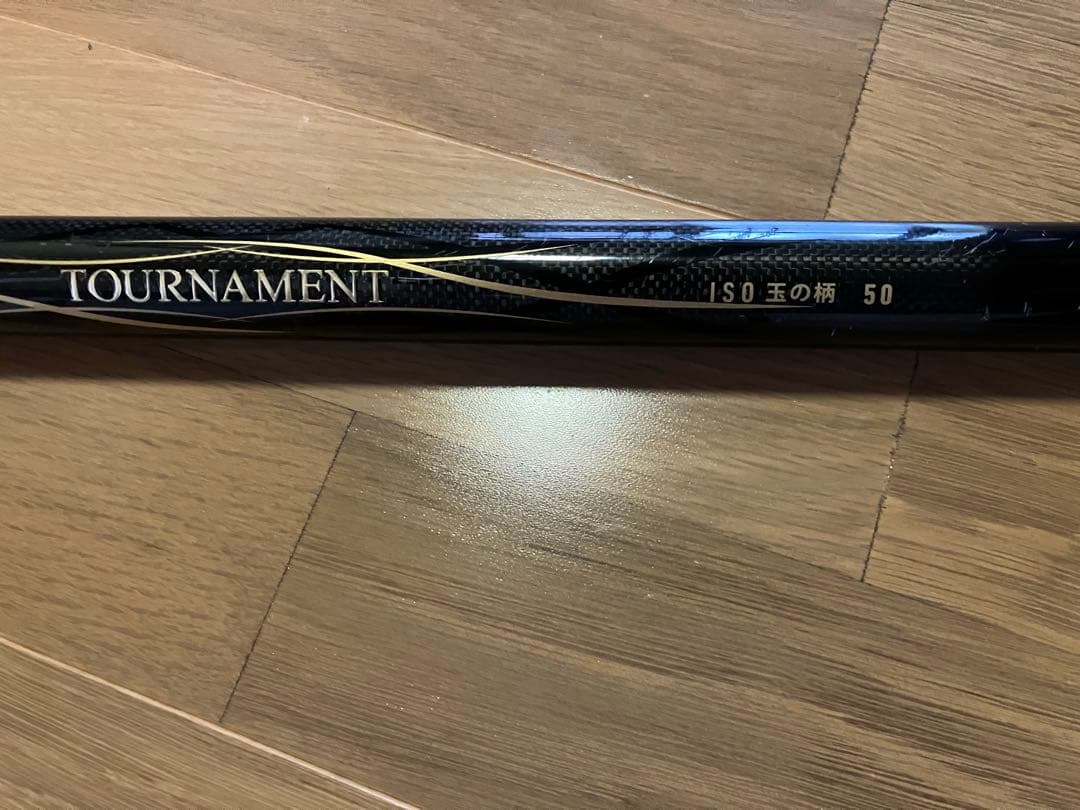 TOURNAMENT ISO 玉の柄 50